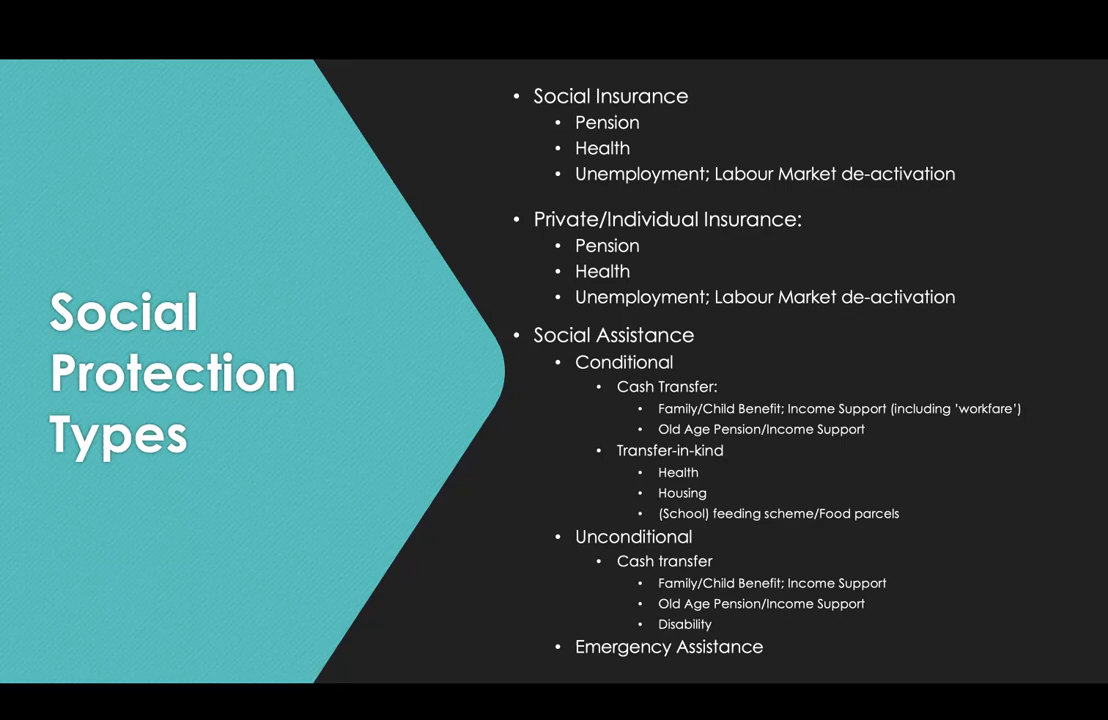 Social
Protection
Types
• Social Insurance
• Pension
• Health
• Unemployment; Labour Market de-activation
• Private/Individual Insurance:
• Pension
• Health
• Unemployment; Labour Market de-activation
• Social Assistance
• Conditional
• Cash Transfer:
• Family/Child Benefit; Income Support (including 'workfare')
• Old Age Pension/Income Support
• Transfer-in-kind
• Health
• Housing
• (School) feeding scheme/Food parcels
• Unconditional
• Cash transfer
• Family/Child Benefit; Income Support
• Old Age Pension/Income Support
• Disability
• Emergency Assistance